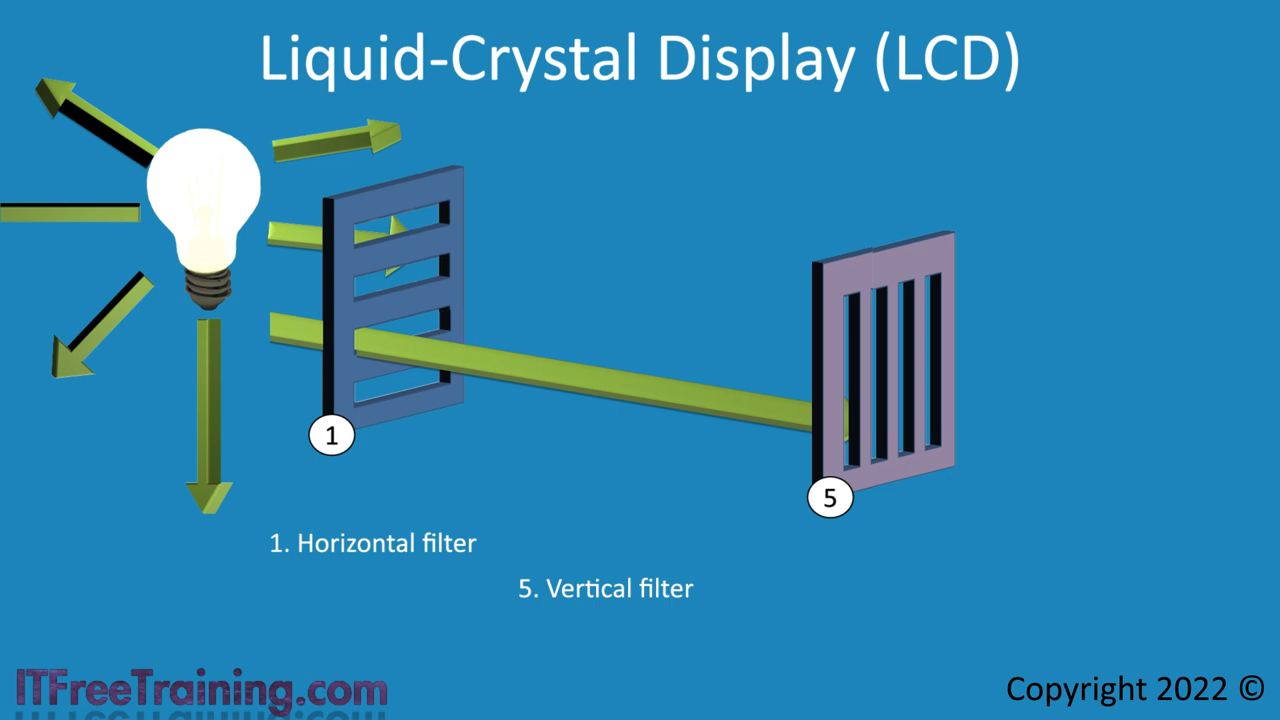 Liquid-Crystal Display (LCD)
1
5
1. Horizontal filter
5. Vertical filter
ITFreeTraining.com
Copyright 2022 ©